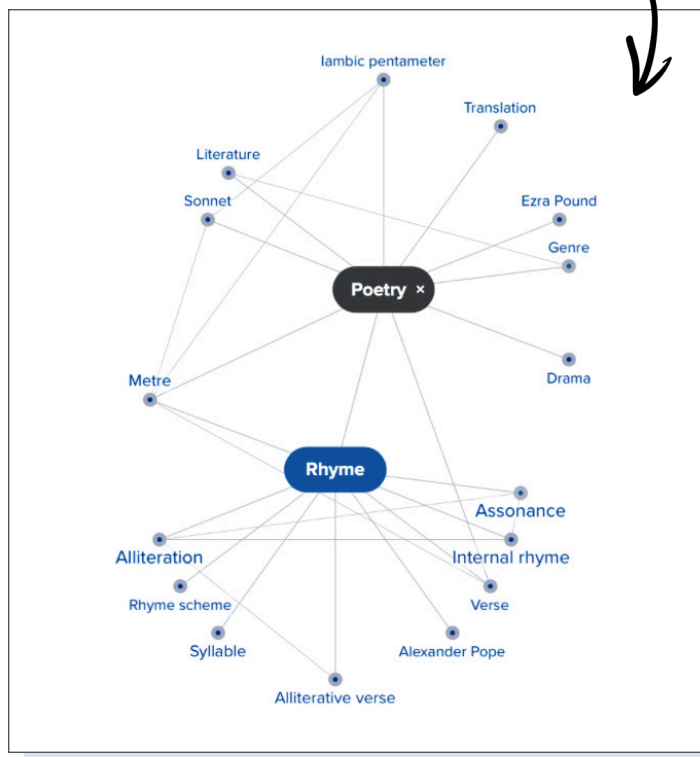 Iambic pentameter
Translation
Literature
Sonnet
Ezra Pound
Genre
Poetry ×
Drama
Metre
Rhyme
Assonance
Alliteration
Internal rhyme
Rhyme scheme
Verse
Syllable
Alexander Pope
Alliterative verse